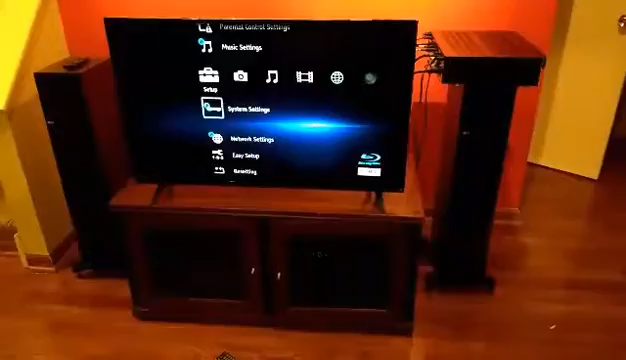 Parental Control Settings
Music Settings
Setup
System Settings
Network Settings
Easy Setup
Resetting